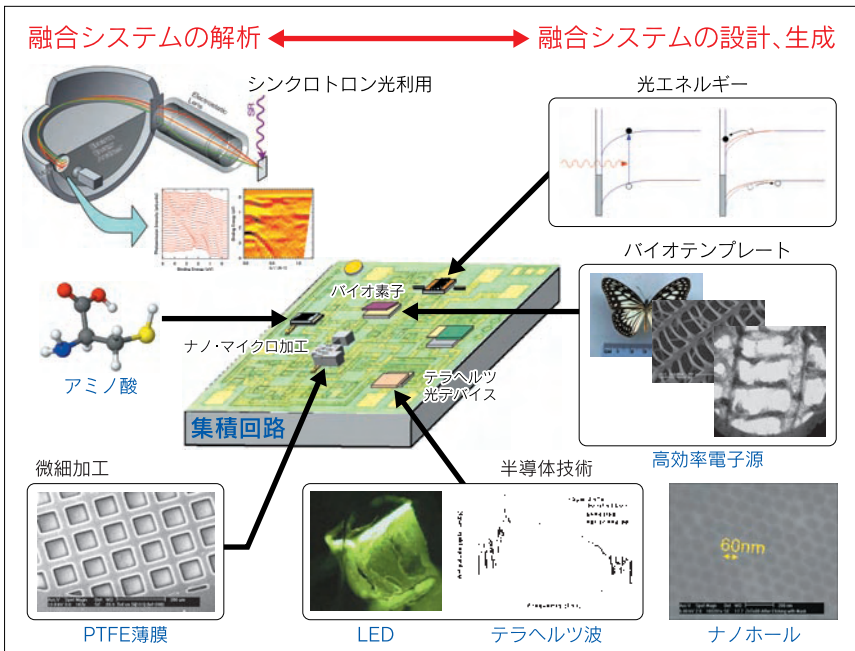 融合システムの解析
融合システムの設計、生成
シンクロトロン光利用
光エネルギー
Electrostatic
Lens
SR
バイオテンプレート
バイオ素子
ナノ・マイクロ加工
アミノ酸
テラヘルツ
光デバイス
集積回路
高効率電子源
微細加工
半導体技術
60nm
PTFE薄膜
LED
テラヘルツ波
ナノホール